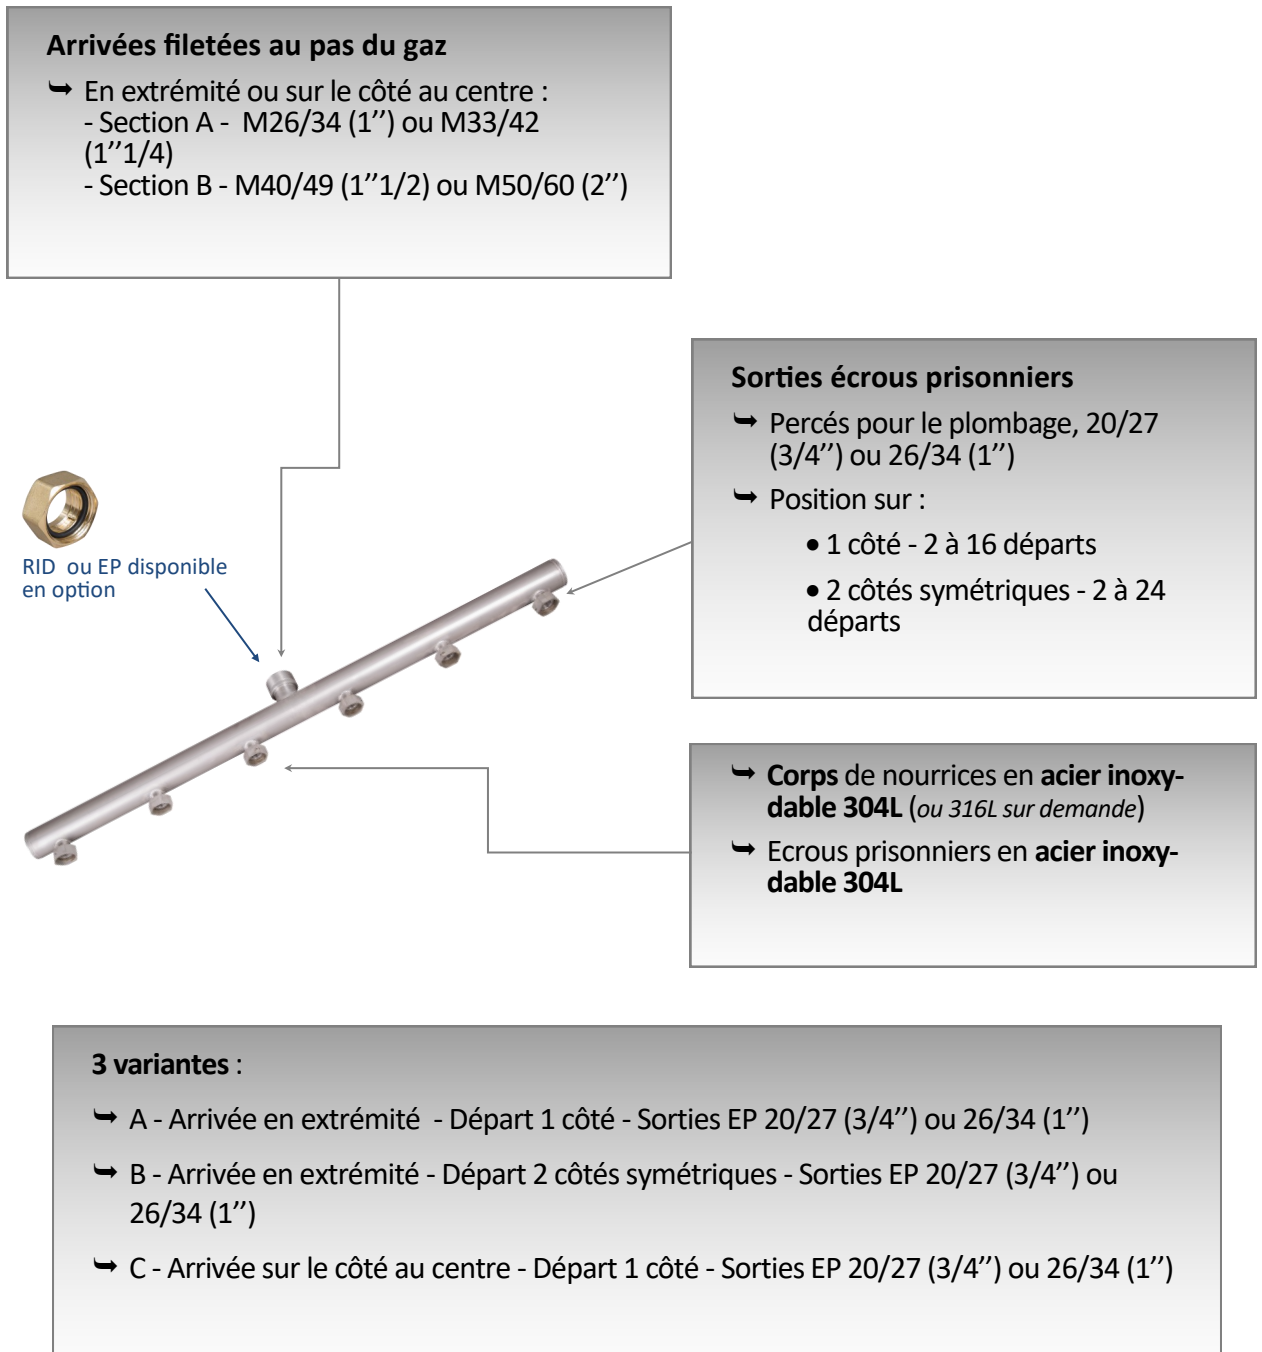 Arrivées filetées au pas du gaz
➥ En extrémité ou sur le côté au centre :
- Section A -  M26/34 (1’’) ou M33/42
(1’’1/4)
- Section B - M40/49 (1’’1/2) ou M50/60 (2’’)
Sorties écrous prisonniers
➥ Percés pour le plombage, 20/27
(3/4’’) ou 26/34 (1’’)
➥ Position sur :
• 1 côté - 2 à 16 départs
• 2 côtés symétriques - 2 à 24
départs
RID  ou EP disponible
en option
➥ Corps de nourrices en acier inoxy-
dable 304L (ou 316L sur demande)
➥ Ecrous prisonniers en acier inoxy-
dable 304L
3 variantes :
➥ A - Arrivée en extrémité  - Départ 1 côté - Sorties EP 20/27 (3/4’’) ou 26/34 (1’’)
➥ B - Arrivée en extrémité - Départ 2 côtés symétriques - Sorties EP 20/27 (3/4’’) ou
26/34 (1’’)
➥ C - Arrivée sur le côté au centre - Départ 1 côté - Sorties EP 20/27 (3/4’’) ou 26/34 (1’’)